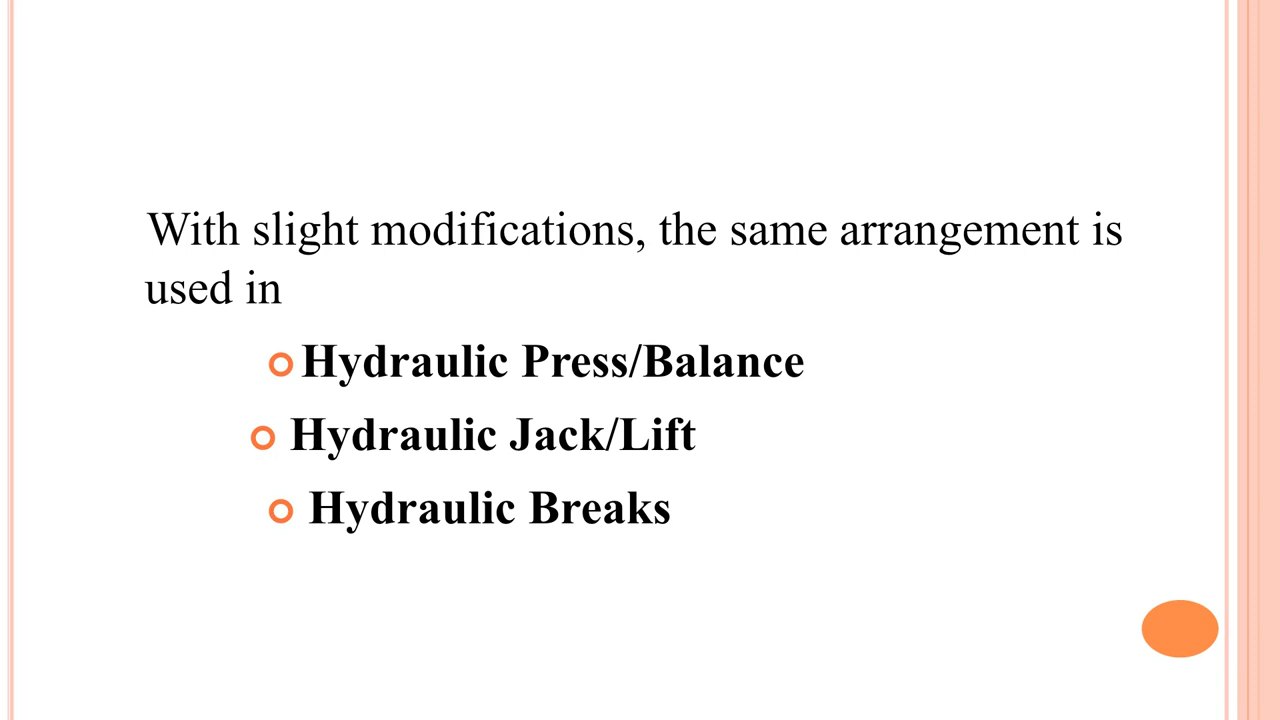 With slight modifications, the same arrangement is
used in
Hydraulic Press/Balance
Hydraulic Jack/Lift
Hydraulic Breaks